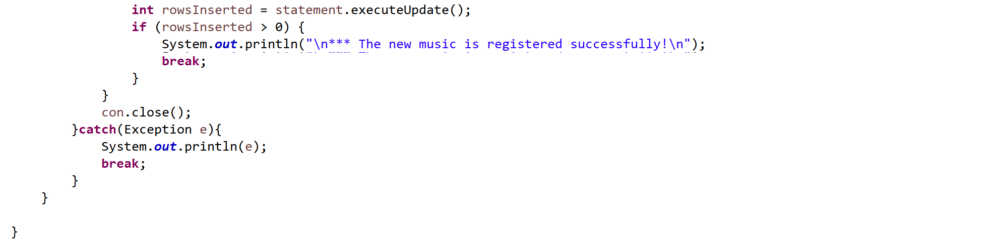 int rowsInserted = statement.executeUpdate();
if (rowsInserted > 0) {
System.out.println("\n*** The new music is registered successfully!\n");
break;
}
}
con.close();
}catch(Exception e){
System.out.println(e);
break;
}
}
}